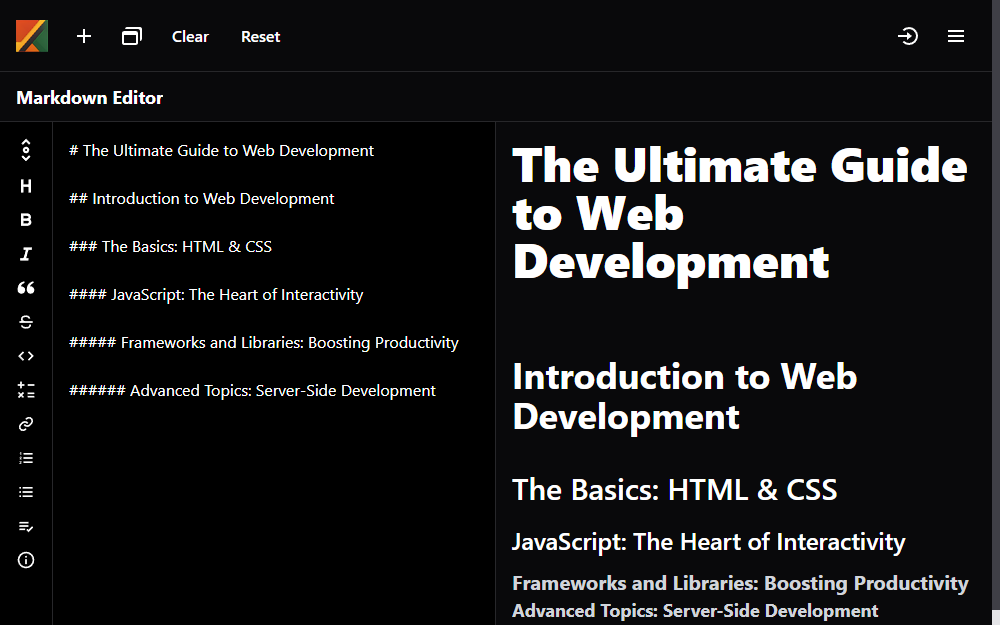 Clear Reset
Markdown Editor
# The Ultimate Guide to Web Development
## Introduction to Web Development
### The Basics: HTML & CSS
#### JavaScript: The Heart of Interactivity
##### Frameworks and Libraries: Boosting Productivity
###### Advanced Topics: Server-Side Development
H
B
I
The Ultimate Guide
to Web
Development
Introduction to Web
Development
The Basics: HTML & CSS
JavaScript: The Heart of Interactivity
Frameworks and Libraries: Boosting Productivity
Advanced Topics: Server-Side Development